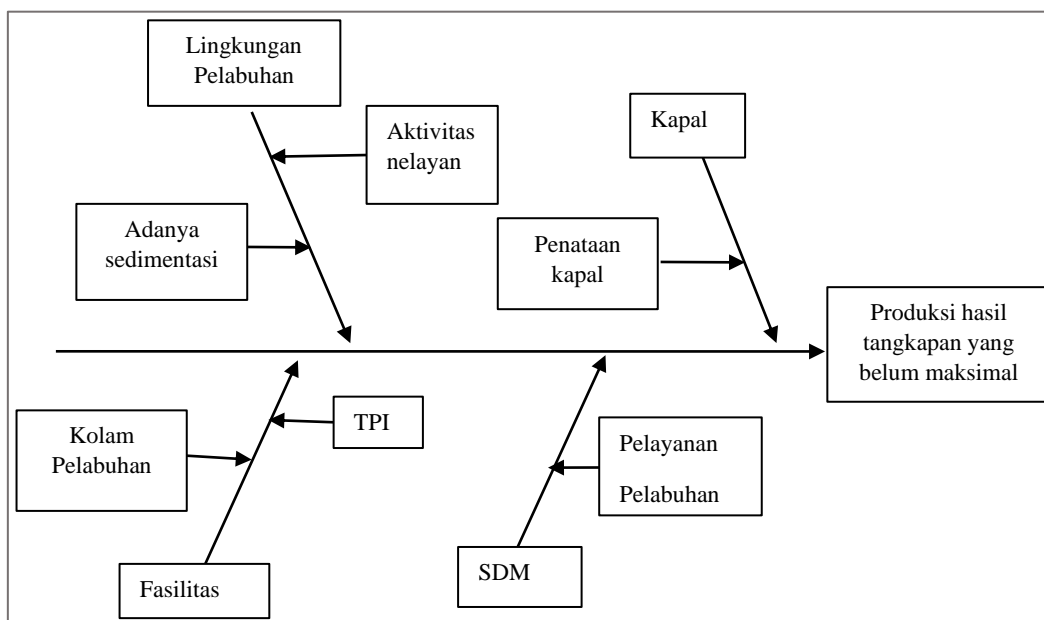 Lingkungan
Pelabuhan
Aktivitas
nelayan
Kapal
Adanya
sedimentasi
Penataan
kapal
Produksi hasil
tangkapan yang
belum maksimal
TPI
Kolam
Pelabuhan
Pelayanan
Pelabuhan
SDM
Fasilitas